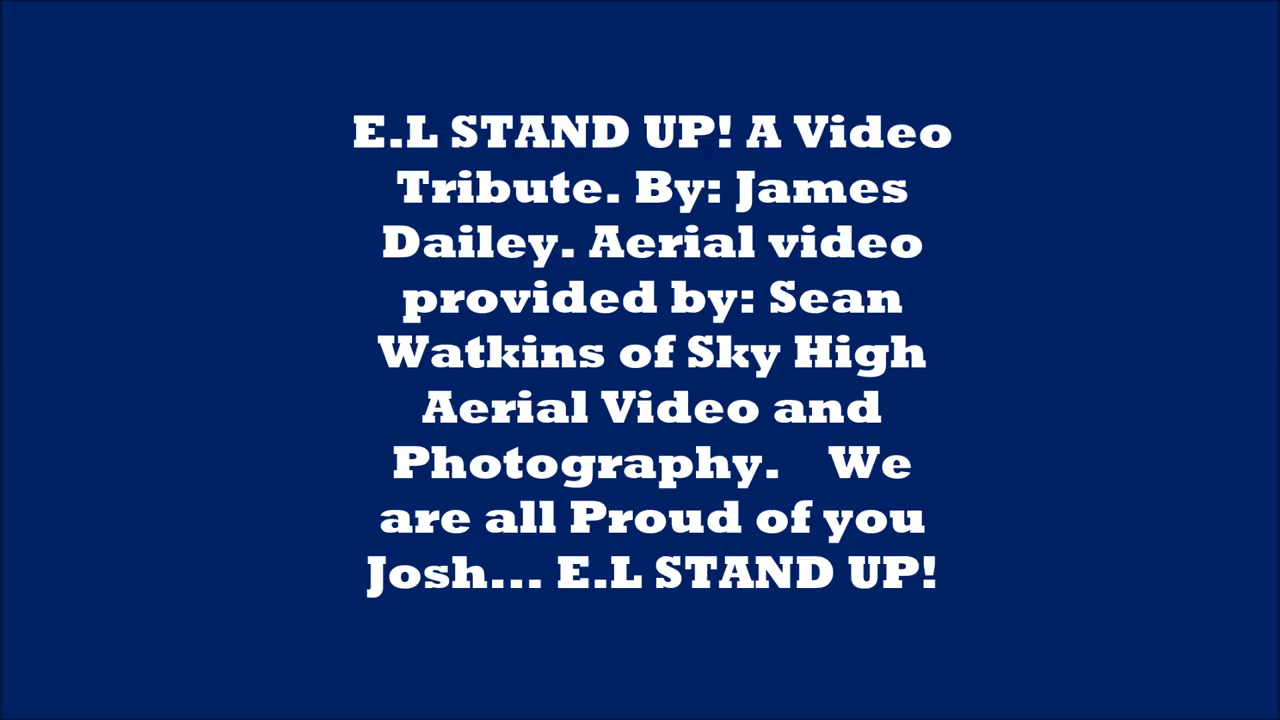 E.L STAND UP! A Video
Tribute. By: James
Dailey. Aerial video
provided by: Sean
Watkins of Sky High
Aerial Video and
Photography.    We
are all Proud of you
Josh... E.L STAND UP!